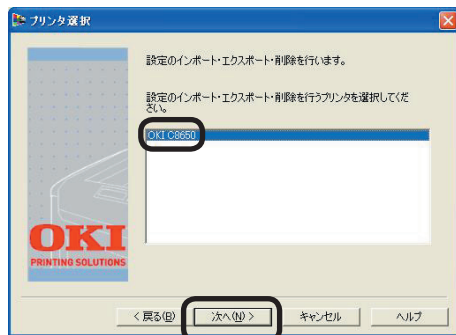 プリンタ選択
設定のインポート・エクスポート・削除を行います。
設定のインポート・エクスポート・削除を行うプリンタを選択してくだ
さい。
OKI C8650
OKI
PRINTING SOLUTIONS
< 戻る(B)
次へ(N) >
キャンセル
ヘルプ